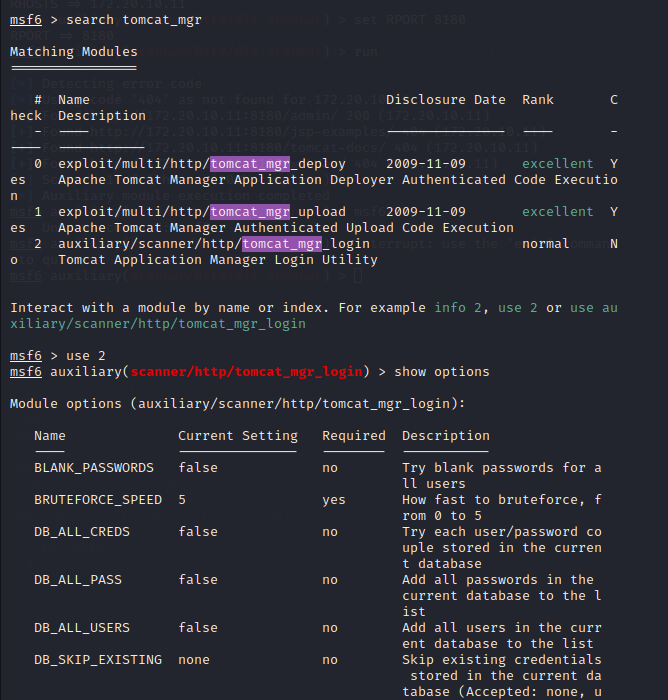 msf6 > search tomcat_mgr
Matching Modules
================
# Name Disclosure Date Rank C
heck Description
- ---- --------------- ---- -
---- -----------
0 exploit/multi/http/tomcat_mgr_deploy 2009-11-09 excellent Y
es Apache Tomcat Manager Application Deployer Authenticated Code Executio
n
1 exploit/multi/http/tomcat_mgr_upload 2009-11-09 excellent Y
es Apache Tomcat Manager Authenticated Upload Code Execution
2 auxiliary/scanner/http/tomcat_mgr_login normal N
o Tomcat Application Manager Login Utility
Interact with a module by name or index. For example info 2, use 2 or use au
xiliary/scanner/http/tomcat_mgr_login
msf6 > use 2
msf6 auxiliary(scanner/http/tomcat_mgr_login) > show options
Module options (auxiliary/scanner/http/tomcat_mgr_login):
Name Current Setting Required Description
---- --------------- -------- -----------
BLANK_PASSWORDS false no Try blank passwords for a
ll users
BRUTEFORCE_SPEED 5 yes How fast to bruteforce, f
rom 0 to 5
DB_ALL_CREDS false no Try each user/password co
uple stored in the curren
t database
DB_ALL_PASS false no Add all passwords in the
current database to the l
ist
DB_ALL_USERS false no Add all users in the curr
ent database to the list
DB_SKIP_EXISTING none no Skip existing credentials
stored in the current da
tabase (Accepted: none, u